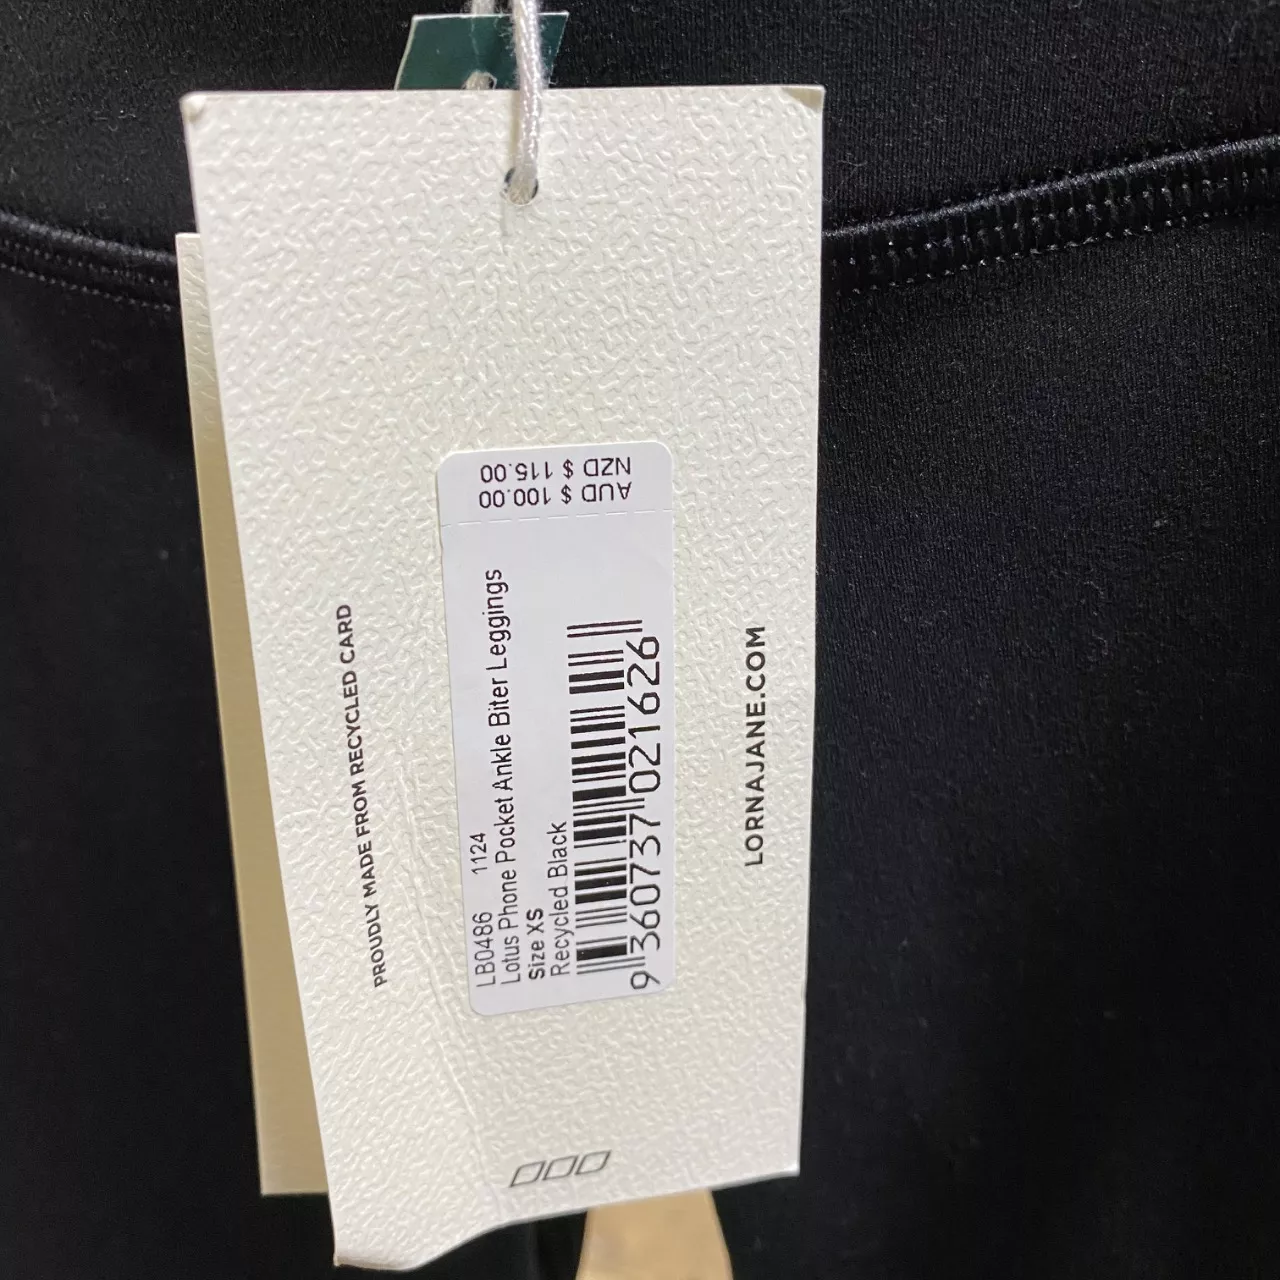 NZD $ 115.00
AUD $ 100.00
LB0486 1124
Lotus Phone Pocket Ankle Biter Leggings
Size XS
Recycled Black
9 360737 021626
PROUDLY MADE FROM RECYCLED CARD
LORNAJANE.COM